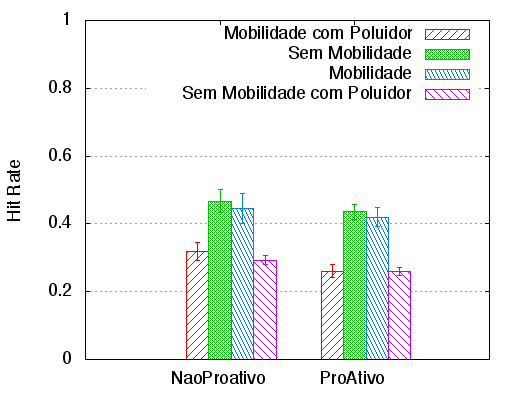 Mobilidade com Poluidor
Sem Mobilidade
Mobilidade
Sem Mobilidade com Poluidor
Hit Rate
1
0.8
0.6
0.4
0.2
0
NaoProativo
ProAtivo